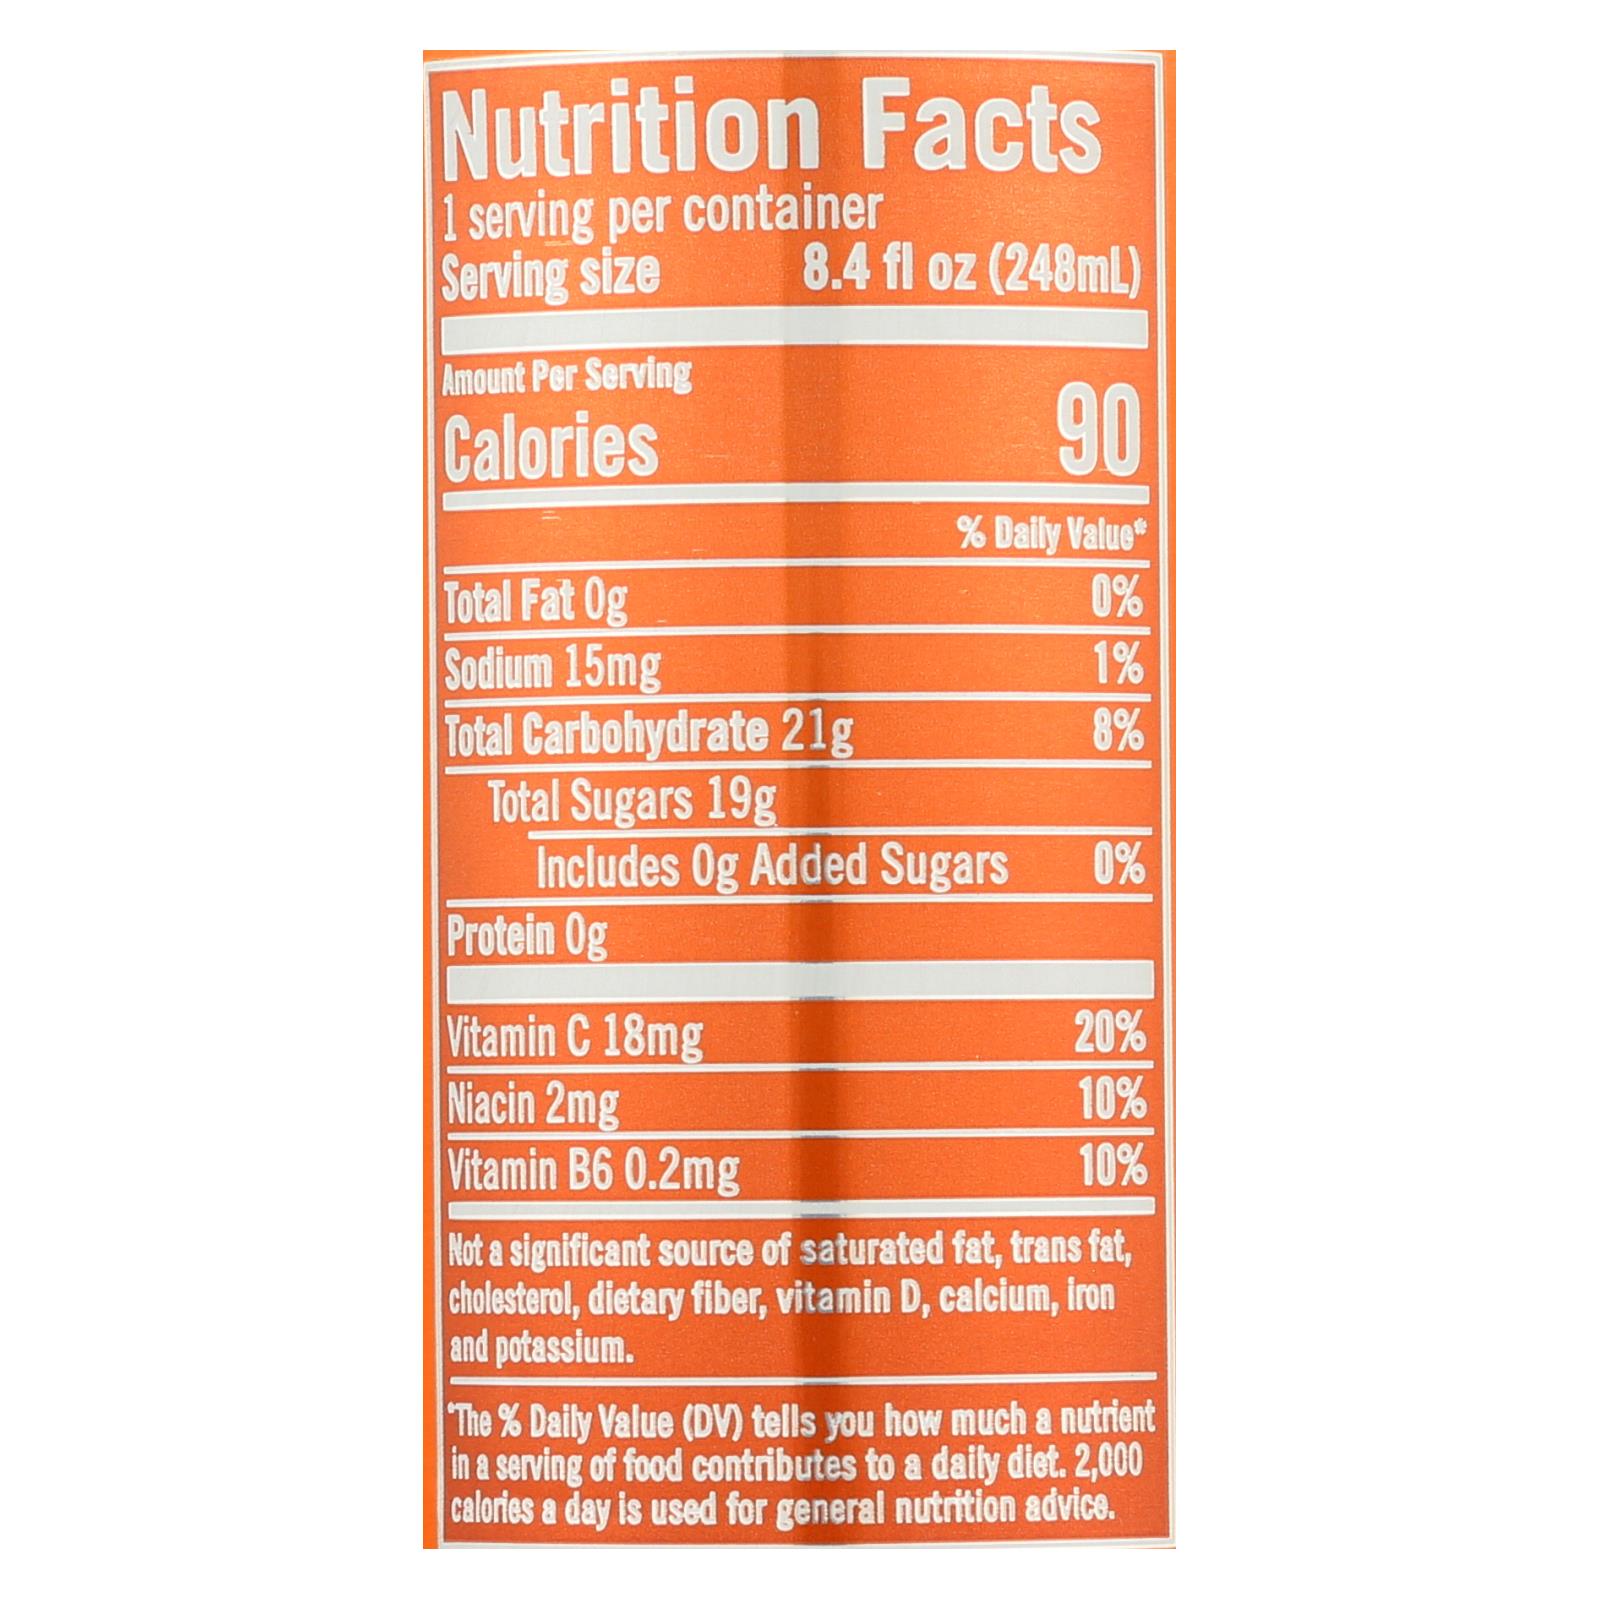 Nutrition Facts
1 serving per container
Serving size 8.4 fl oz (248mL)
Amount Per Serving
Calories 90
% Daily Value*
Total Fat 0g 0%
Sodium 15mg 1%
Total Carbohydrate 21g 8%
Total Sugars 19g
Includes 0g Added Sugars 0%
Protein 0g
Vitamin C 18mg 20%
Niacin 2mg 10%
Vitamin B6 0.2mg 10%
Not a significant source of saturated fat, trans fat,
cholesterol, dietary fiber, vitamin D, calcium, iron
and potassium.
*The % Daily Value (DV) tells you how much a nutrient
in a serving of food contributes to a daily diet. 2,000
calories a day is used for general nutrition advice.